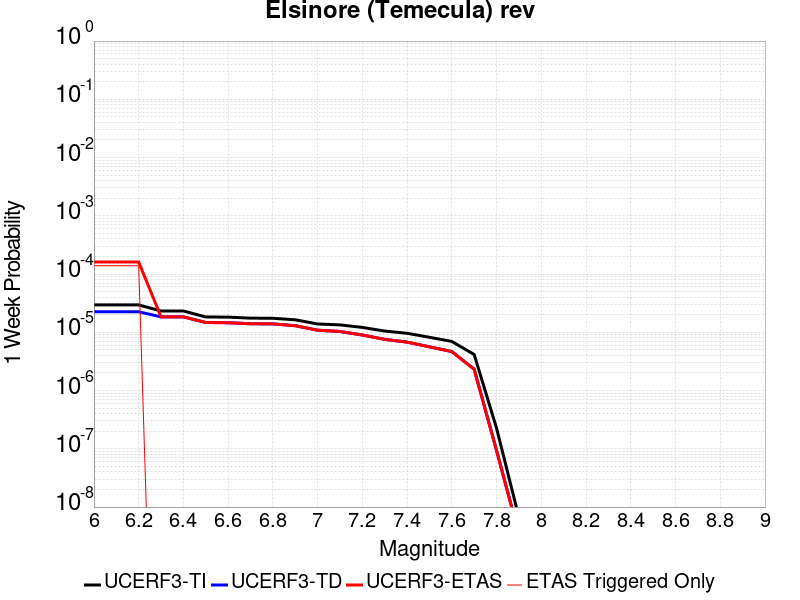 Elsinore (Temecula) rev
10^0
10^-1
10^-2
10^-3
10^-4
10^-5
10^-6
10^-7
10^-8
1 Week Probability
6 6.2 6.4 6.6 6.8 7 7.2 7.4 7.6 7.8 8 8.2 8.4 8.6 8.8 9
Magnitude
UCERF3-TI UCERF3-TD UCERF3-ETAS ETAS Triggered Only